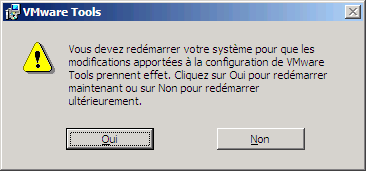 VMware Tools
Vous devez redémarrer votre système pour que les
modifications apportées à la configuration de VMware
Tools prennent effet. Cliquez sur Oui pour redémarrer
maintenant ou sur Non pour redémarrer
ultérieurement.
Oui
Non